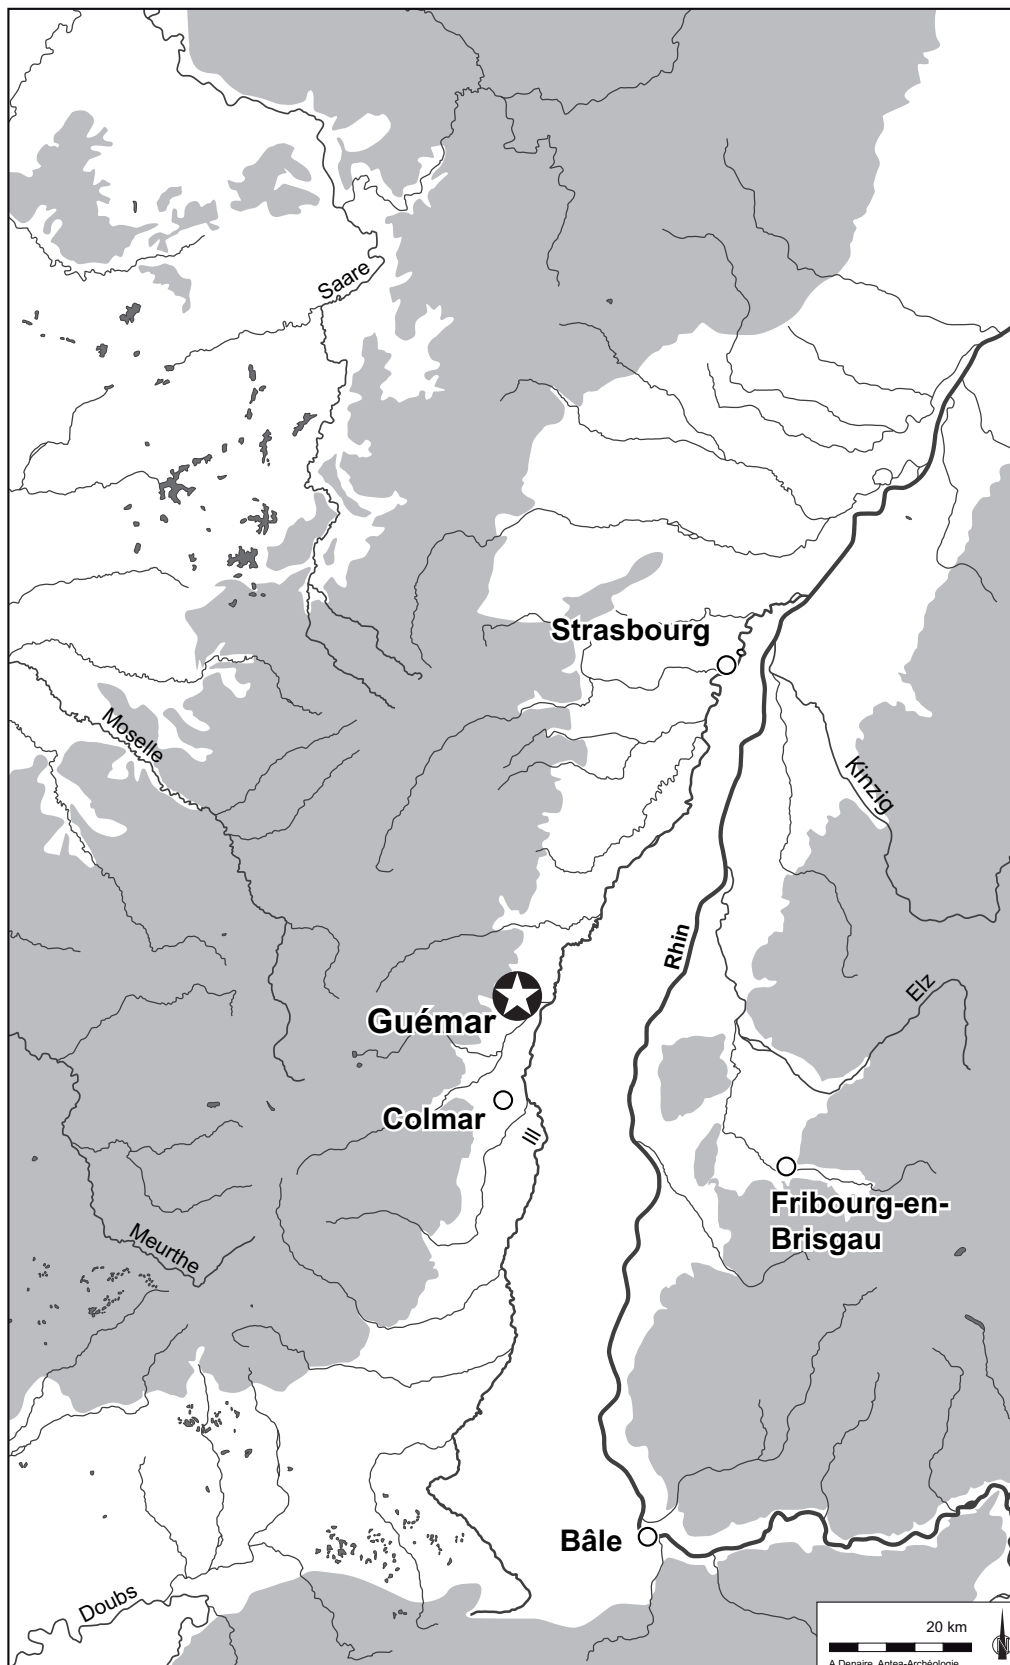 Saare
Strasbourg
Moselle
Kinzig
Rhin
Elz
Guémar
Colmar
Ill
Fribourg-en-
Brisgau
Meurthe
Bâle
Doubs
20 km
N
A.Denaire, Antea-Archéologie